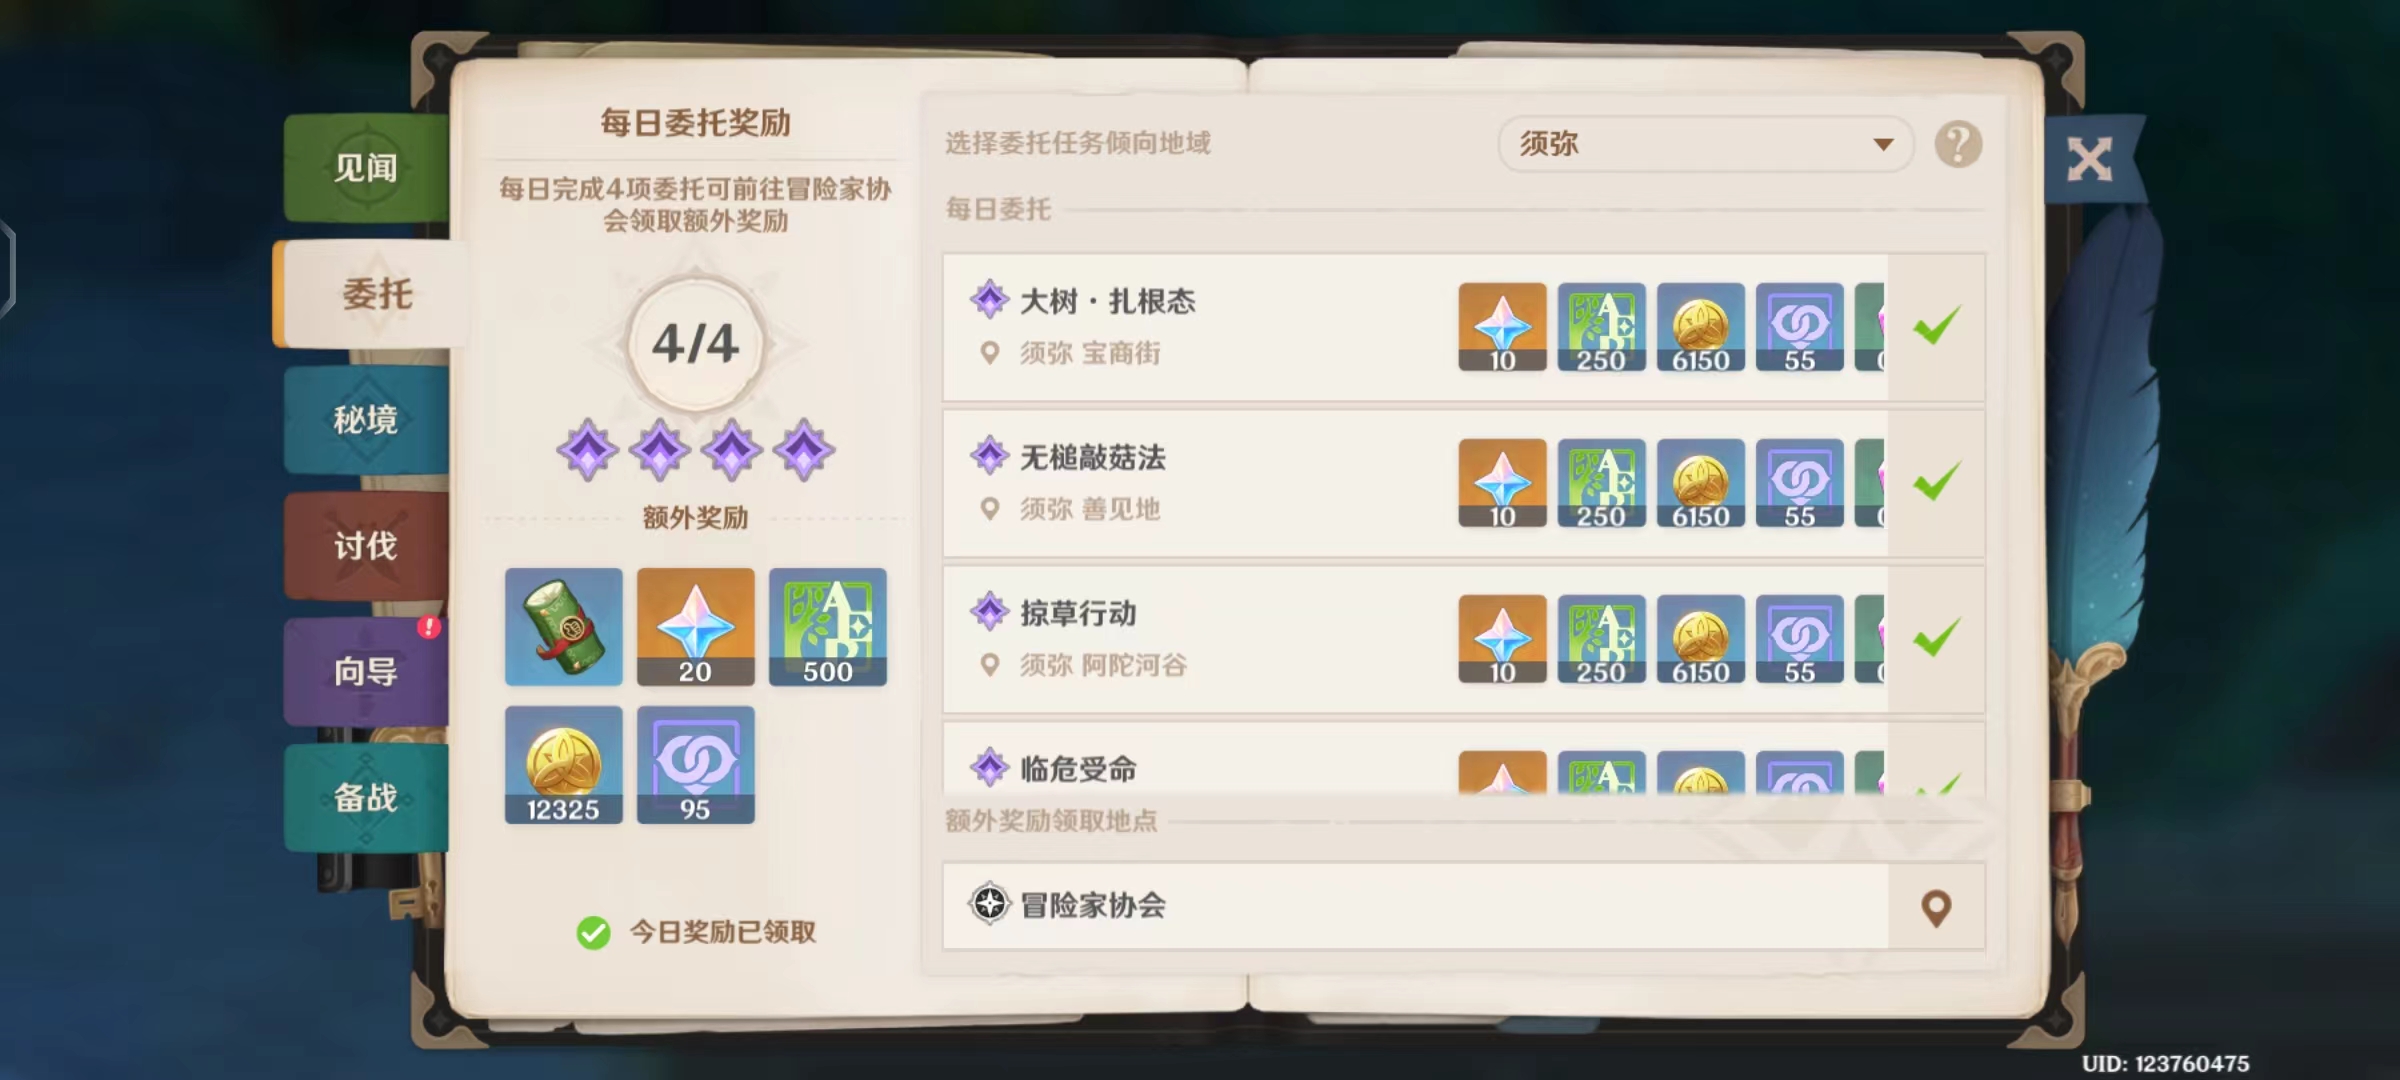 每日委托奖励
每日完成4项委托可前往冒险家协
会领取额外奖励
4/4
额外奖励
20
500
12325
95
今日奖励已领取
见闻
委托
秘境
讨伐
向导
备战
选择委托任务倾向地域
须弥
每日委托
大树·扎根态
须弥 宝商街
10
250
6150
55
无槌敲菇法
须弥 善见地
10
250
6150
55
掠草行动
须弥 阿陀河谷
10
250
6150
55
临危受命
额外奖励领取地点
冒险家协会
UID: 123760475